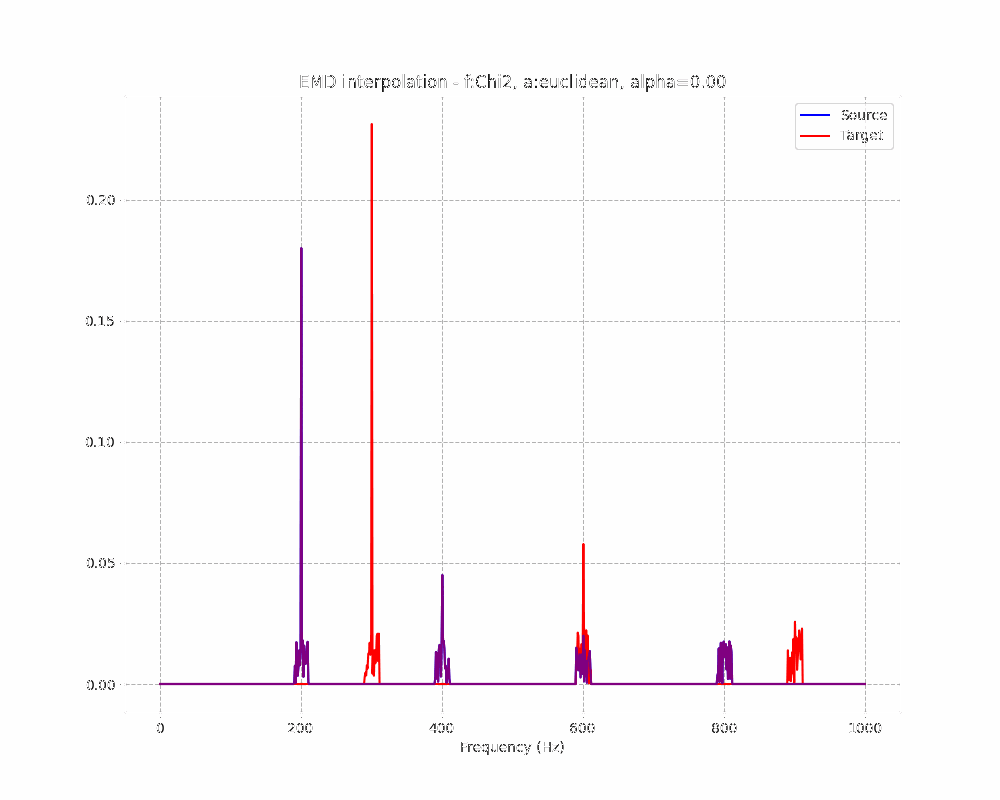 EMD interpolation - f:Chi2, a:euclidean, alpha=0.00
Source
Target
0.20
0.15
0.10
0.05
0.00
0 200 400 600 800 1000
Frequency (Hz)